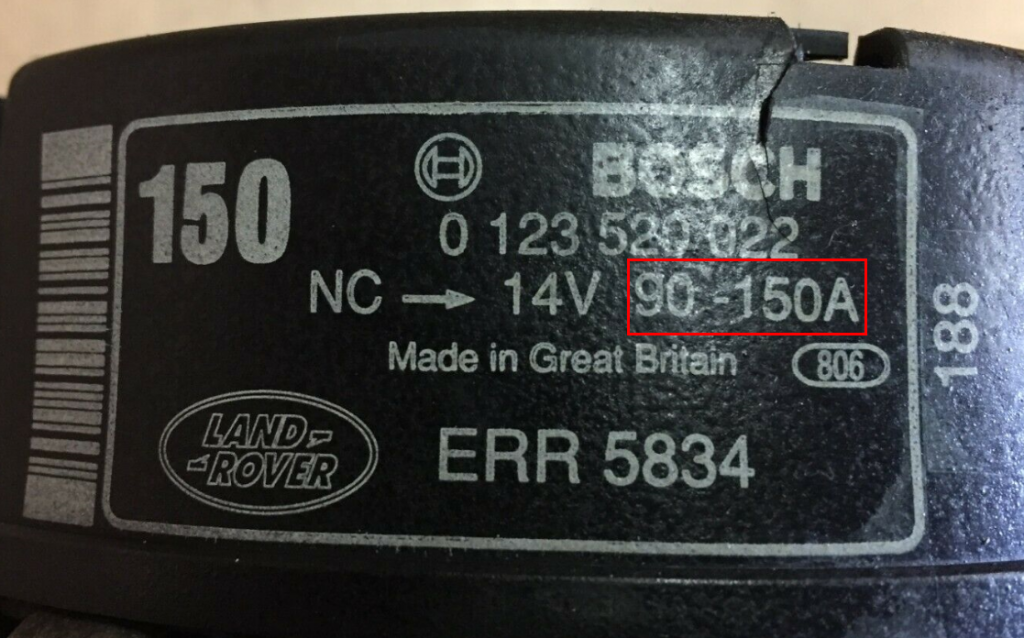 150
BOSCH
0 123 520 022
NC → 14V 90 - 150A
Made in Great Britain
806
LAND-
-ROVER
ERR 5834
188